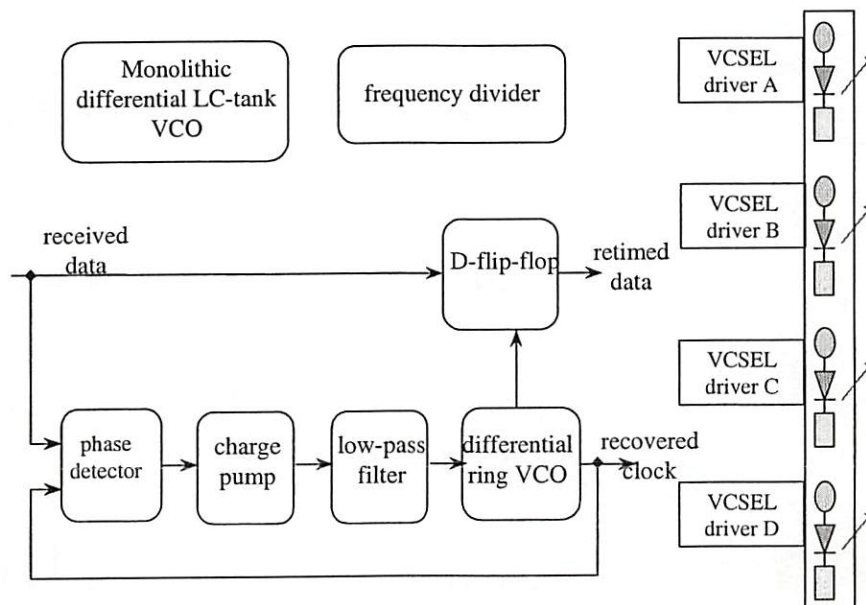 Monolithic
differential LC-tank
VCO
frequency divider
VCSEL
driver A
VCSEL
driver B
received
data
D-flip-flop
retimed
data
VCSEL
driver C
phase
detector
charge
pump
low-pass
filter
differential
ring VCO
recovered
clock
VCSEL
driver D